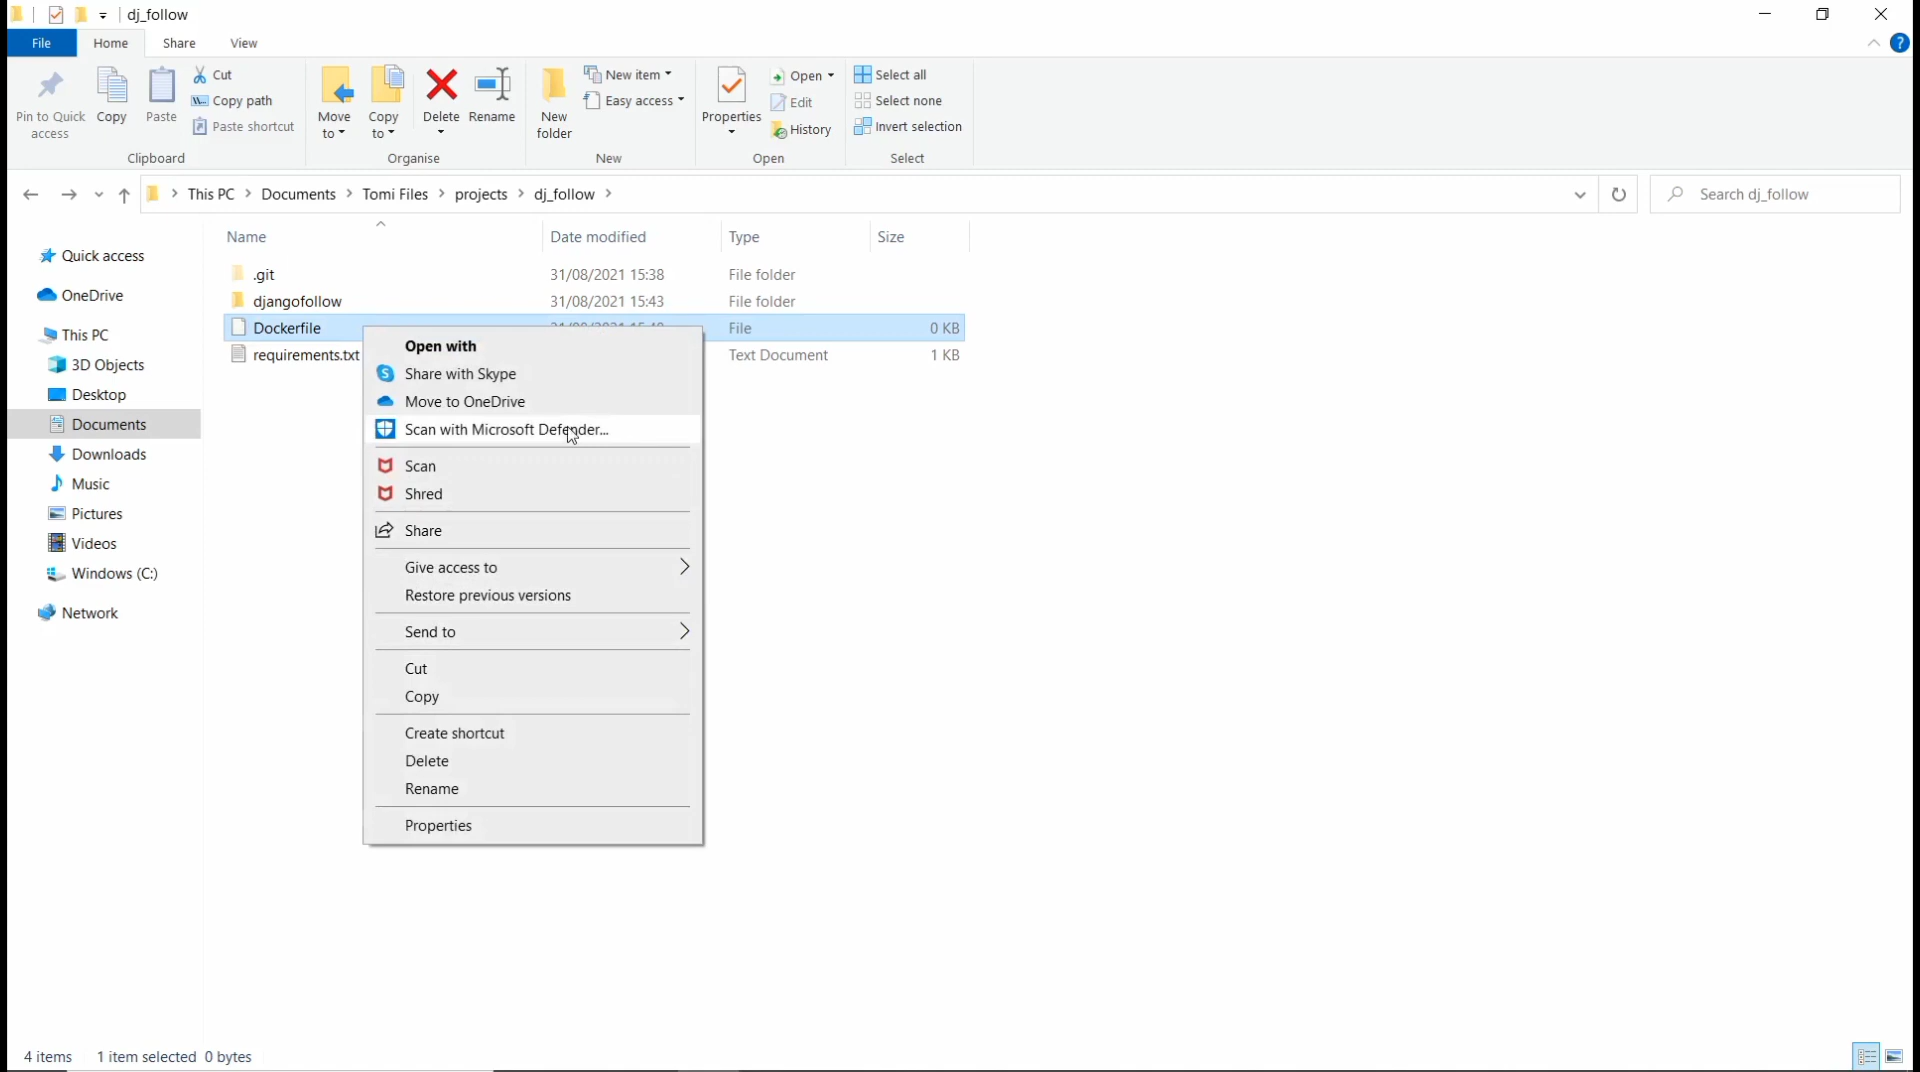 dj_follow
File Home Share View
Pin to Quick access
Copy
Paste
Cut
Copy path
Paste shortcut
Clipboard
Move to
Copy to
Delete
Rename
Organise
New folder
New item
Easy access
New
Properties
Open
Edit
History
Open
Select all
Select none
Invert selection
Select
This PC Documents Tomi Files projects dj_follow
Search dj_follow
Quick access
OneDrive
This PC
3D Objects
Desktop
Documents
Downloads
Music
Pictures
Videos
Windows (C:)
Network
Name Date modified Type Size
.git 31/08/2021 15:38 File folder
djangofollow 31/08/2021 15:43 File folder
Dockerfile File 0 KB
requirements.txt Text Document 1 KB
Open with
Share with Skype
Move to OneDrive
Scan with Microsoft Defender...
Scan
Shred
Share
Give access to
Restore previous versions
Send to
Cut
Copy
Create shortcut
Delete
Rename
Properties
4 items 1 item selected 0 bytes